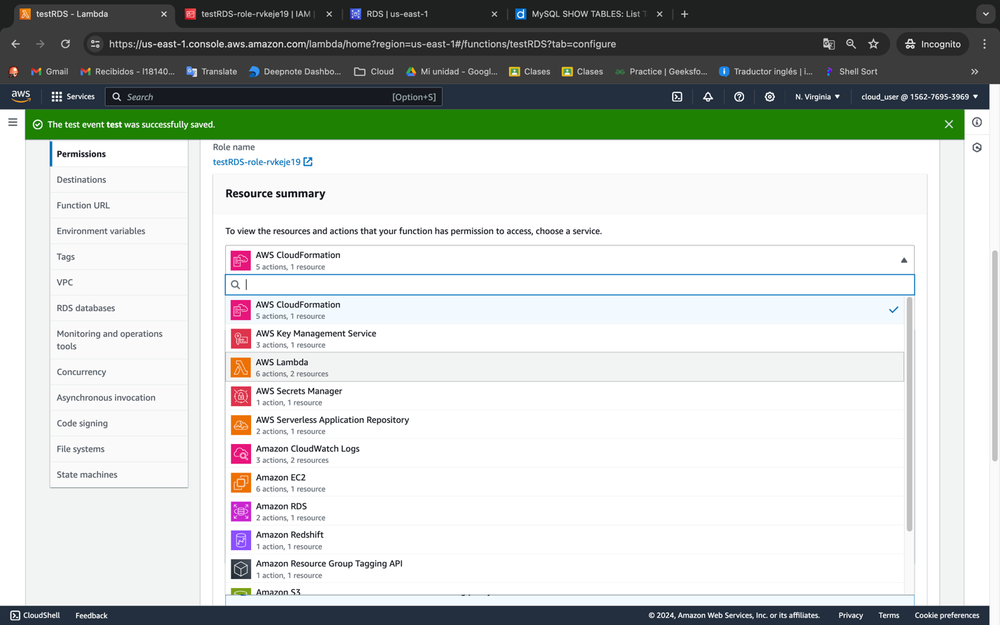 testRDS - Lambda
testRDS-role-rvkeje19 | IAM
RDS | us-east-1
MySQL SHOW TABLES: List T
https://us-east-1.console.aws.amazon.com/lambda/home?region=us-east-1#/functions/testRDS?tab=configure
Incognito
Gmail
Recibidos - l18140...
Translate
Deepnote Dashbo...
Cloud
Mi unidad - Googl...
Clases
Clases
Practice | Geeksfo...
Traductor inglés | i...
Shell Sort
aws
Services
Search
[Option+S]
N. Virginia
cloud_user @ 1562-7695-3969
The test event test was successfully saved.
Permissions
Destinations
Function URL
Environment variables
Tags
VPC
RDS databases
Monitoring and operations
tools
Concurrency
Asynchronous invocation
Code signing
File systems
State machines
Role name
testRDS-role-rvkeje19
Resource summary
To view the resources and actions that your function has permission to access, choose a service.
AWS CloudFormation
5 actions, 1 resource
AWS CloudFormation
5 actions, 1 resource
AWS Key Management Service
3 actions, 1 resource
AWS Lambda
6 actions, 2 resources
AWS Secrets Manager
1 action, 1 resource
AWS Serverless Application Repository
2 actions, 1 resource
Amazon CloudWatch Logs
3 actions, 2 resources
Amazon EC2
6 actions, 1 resource
Amazon RDS
2 actions, 1 resource
Amazon Redshift
1 action, 1 resource
Amazon Resource Group Tagging API
1 action, 1 resource
Amazon S3
CloudShell
Feedback
© 2024, Amazon Web Services, Inc. or its affiliates.
Privacy
Terms
Cookie preferences